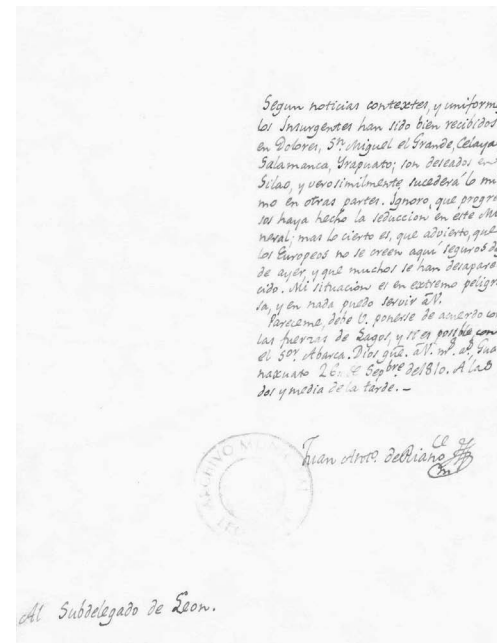 Segun noticias contextes, y uniform
los Insurgentes han sido bien recibidos
en Dolores, Sn. Miguel el Grande, Celaya
Salamanca, Yrapuato; son deseados en
Silao, y verosimilmente, sucederá lo mis
mo en otras partes. Ignoro, que progre
sos haya hecho la seduccion en este Mi
neral; mas lo cierto es, que advierto, que
los Europeos no se creen aquí seguros de
de ayer, y que muchos se han desapare
cido. Mi situacion es en extremo peligro
sa, y en nada puedo servir á V.
Pareceme, debe V. ponerse de acuerdo co
las fuerzas de Lagos, y si es posible con
el Sor. Abarca. Dios gue. á V. ms. as. Gua
naxuato 26 de Sepbre de 1810. A las
dos y media de la tarde. —
Juan Anto. de Riaño
ARCHIVO MUNICIPAL
Al Subdelegado de Leon.